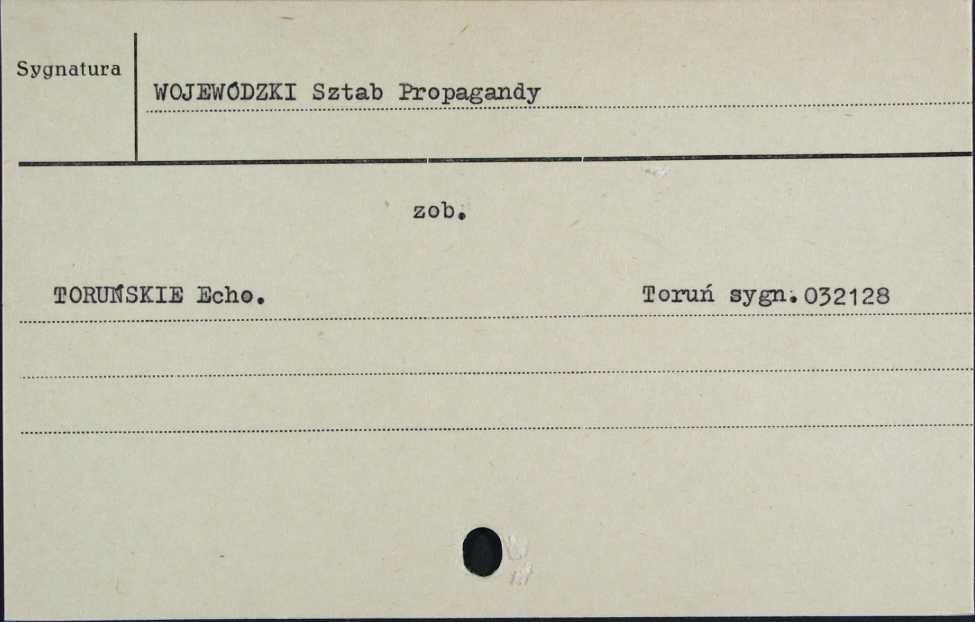 Sygnatura
WOJEWÓDZKI Sztab Propagandy
zob.
TORUŃSKIE Echo. Toruń sygn. 032128